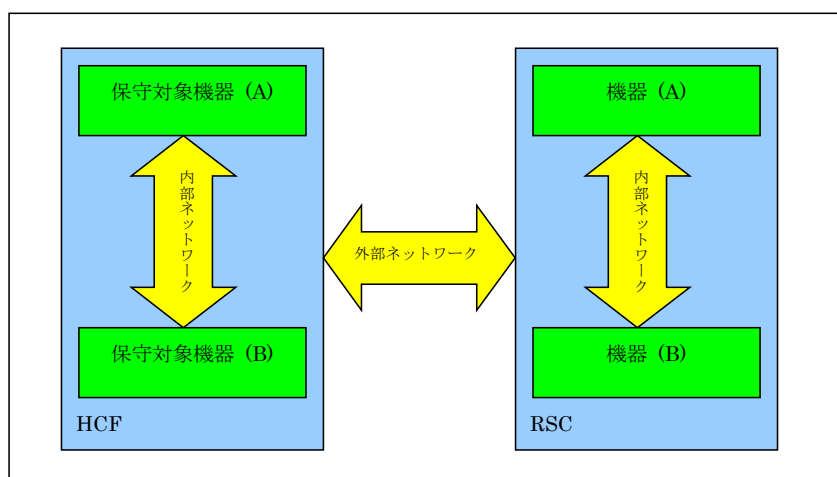 保守対象機器 (A)
内部ネットワーク
保守対象機器 (B)
HCF
外部ネットワーク
機器 (A)
内部ネットワーク
機器 (B)
RSC